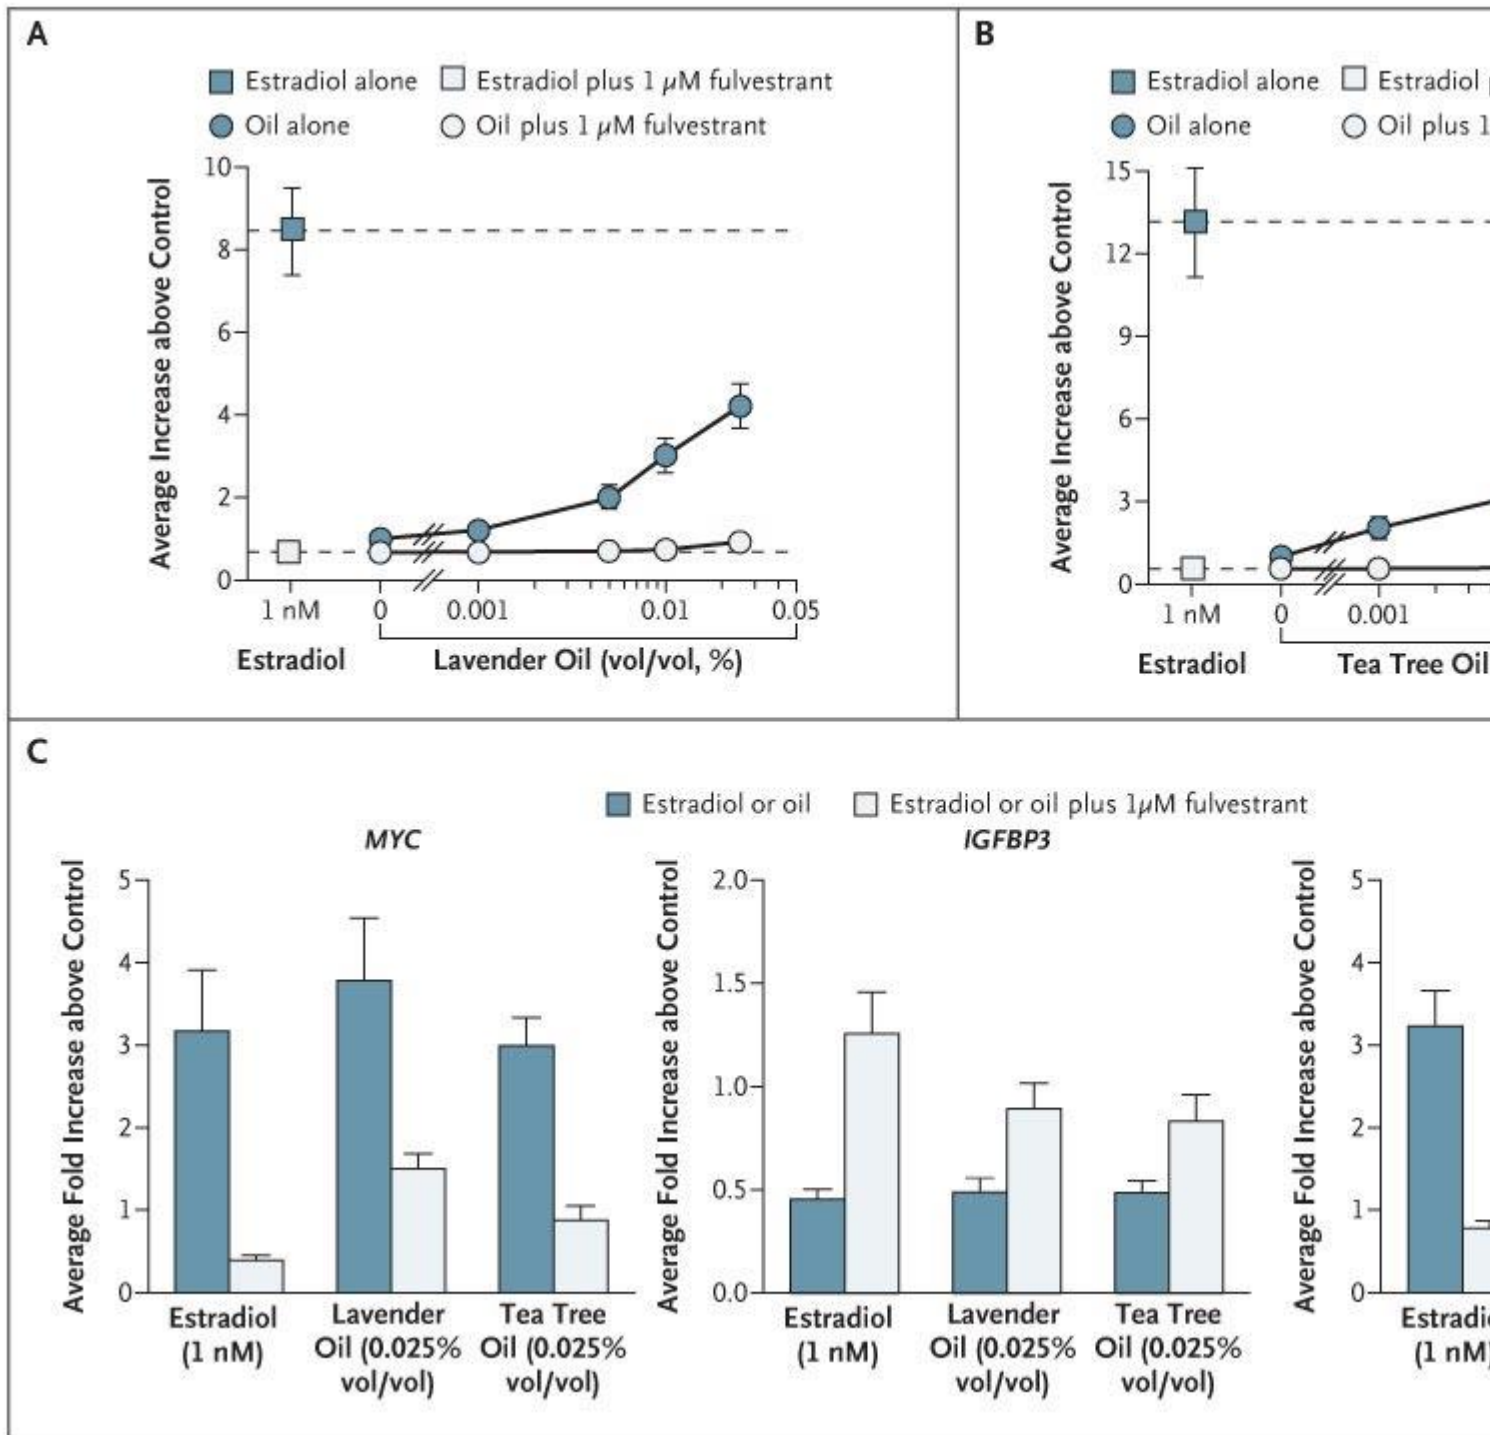 A
Estradiol alone Estradiol plus 1 μM fulvestrant
Oil alone Oil plus 1 μM fulvestrant
Average Increase above Control
10
8
6
4
2
0
1 nM 0 0.001 0.01 0.05
Estradiol Lavender Oil (vol/vol, %)
B
Estradiol alone Estradiol
Oil alone Oil plus 1
Average Increase above Control
15
12
9
6
3
0
1 nM 0 0.001
Estradiol Tea Tree Oil
C
Estradiol or oil Estradiol or oil plus 1μM fulvestrant
MYC
Average Fold Increase above Control
5
4
3
2
1
0
Estradiol
(1 nM)
Lavender
Oil (0.025%
vol/vol)
Tea Tree
Oil (0.025%
vol/vol)
IGFBP3
Average Fold Increase above Control
2.0
1.5
1.0
0.5
0.0
Estradiol
(1 nM)
Lavender
Oil (0.025%
vol/vol)
Tea Tree
Oil (0.025%
vol/vol)
Average Fold Increase above Control
5
4
3
2
1
0
(1 nM